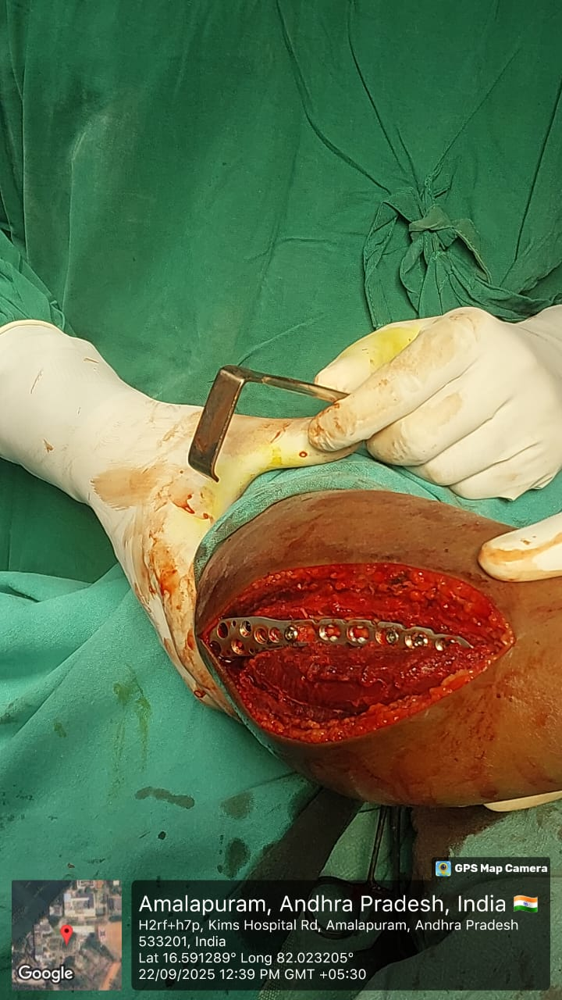 GPS Map Camera
Amalapuram, Andhra Pradesh, India
H2rf+h7p, Kims Hospital Rd, Amalapuram, Andhra Pradesh
533201, India
Lat 16.591289° Long 82.023205°
22/09/2025 12:39 PM GMT +05:30
Google